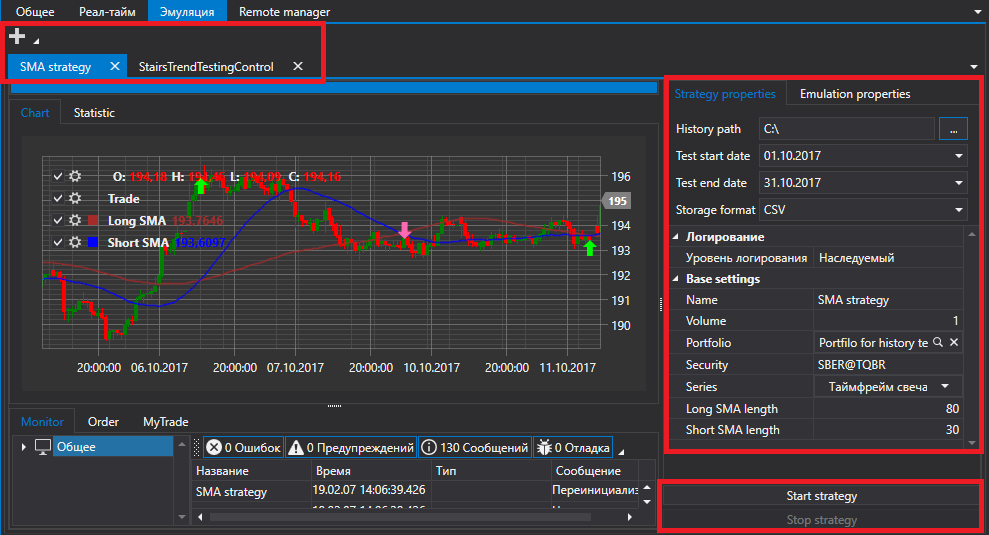 Общее Реал-тайм Эмуляция Remote manager
SMA strategy StairsTrendTestingControl
Chart Statistic
O: 194,18 H: 194,46 L: 194,09 C: 194,16
Trade
Long SMA 193.7646
Short SMA 193.6097
196
195
194
193
192
191
190
20:00:00 06.10.2017 20:00:00 07.10.2017 20:00:00 10.10.2017 20:00:00 11.10.2017
Monitor Order MyTrade
Общее
0 Ошибок 0 Предупреждений 130 Сообщений 0 Отладка
Название Время Тип Сообщение
SMA strategy 19.02.07 14:06:39.426 Переинициализ
Strategy properties Emulation properties
History path C:\ ...
Test start date 01.10.2017
Test end date 31.10.2017
Storage format CSV
Логирование
Уровень логирования Наследуемый
Base settings
Name SMA strategy
Volume 1
Portfolio Portfilo for history te
Security SBER@TQBR
Series Таймфрейм свеча
Long SMA length 80
Short SMA length 30
Start strategy
Stop strategy